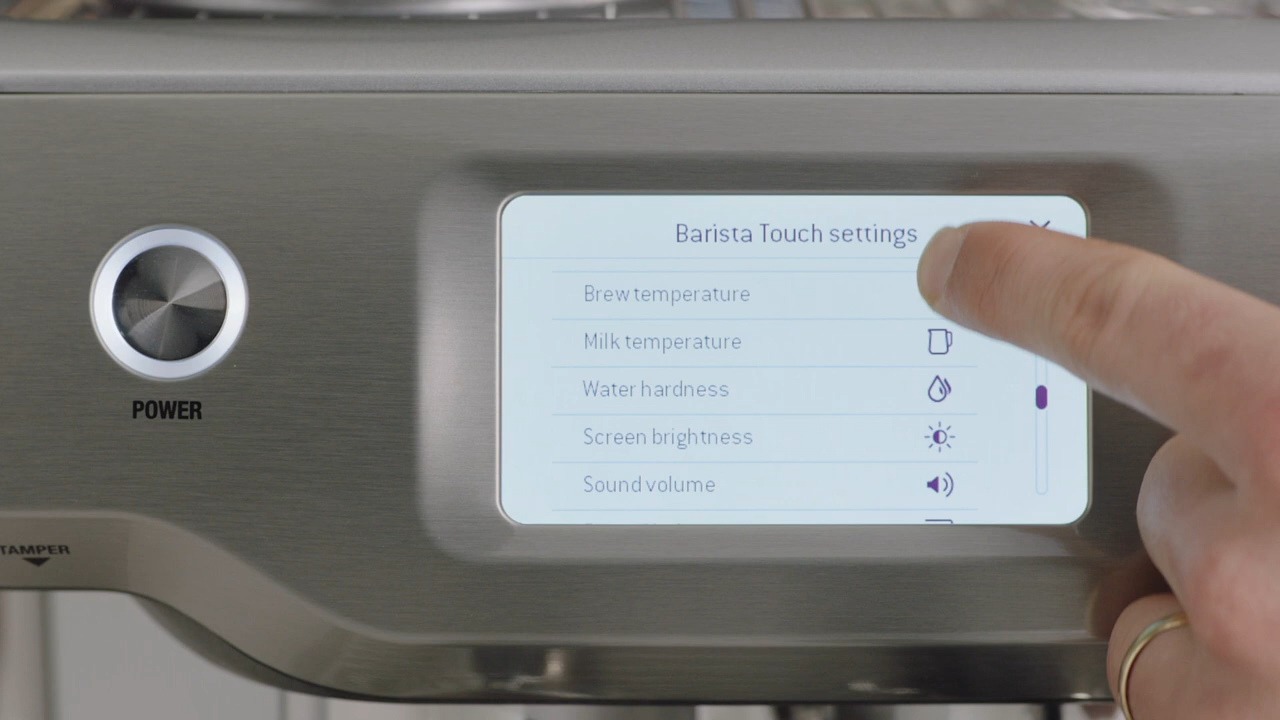 Barista Touch settings
Brew temperature
Milk temperature
Water hardness
Screen brightness
Sound volume
POWER
TAMPER